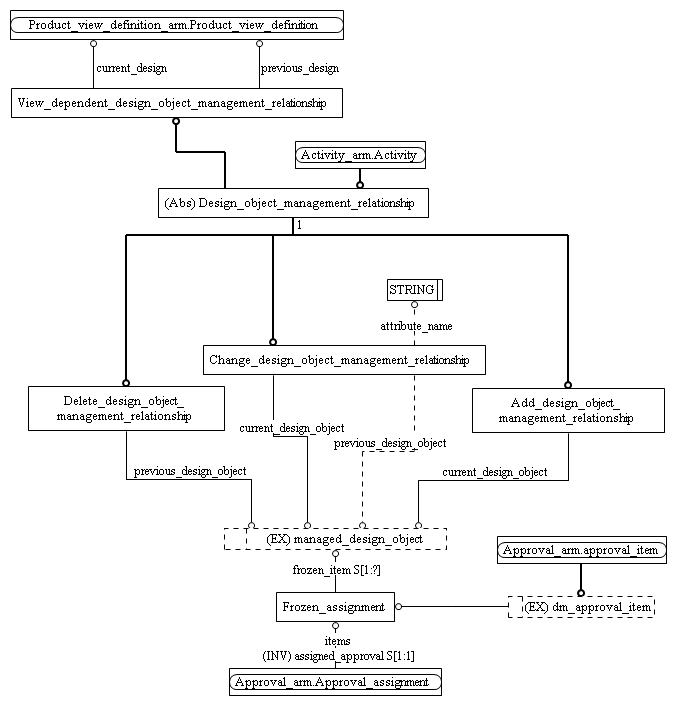 Product_view_definition_arm.Product_view_definition
current_design
previous_design
View_dependent_design_object_management_relationship
Activity_arm.Activity
(Abs) Design_object_management_relationship
1
STRING
attribute_name
Change_design_object_management_relationship
Delete_design_object_
management_relationship
Add_design_object_
management_relationship
current_design_object
previous_design_object
previous_design_object
current_design_object
(EX) managed_design_object
Approval_arm.approval_item
frozen_item S[1:?]
Frozen_assignment
(EX) dm_approval_item
items
(INV) assigned_approval S[1:1]
Approval_arm.Approval_assignment